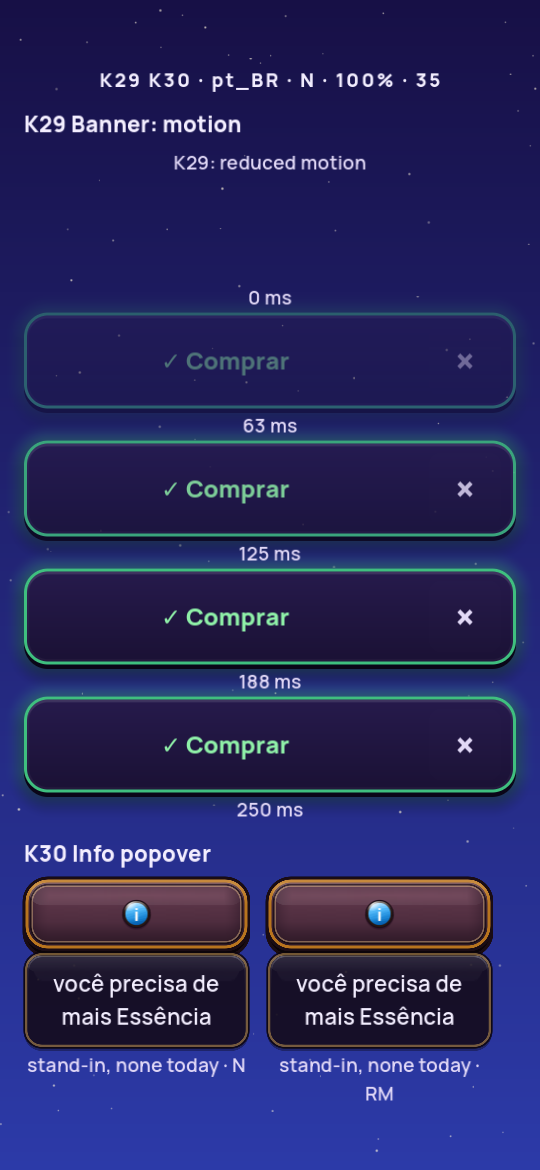 K29 K30 · pt_BR · N · 100% · 35
K29 Banner: motion
K29: reduced motion
0 ms
✓ Comprar ×
63 ms
✓ Comprar ×
125 ms
✓ Comprar ×
188 ms
✓ Comprar ×
250 ms
K30 Info popover
i i
você precisa de você precisa de
mais Essência mais Essência
stand-in, none today · N stand-in, none today ·
RM